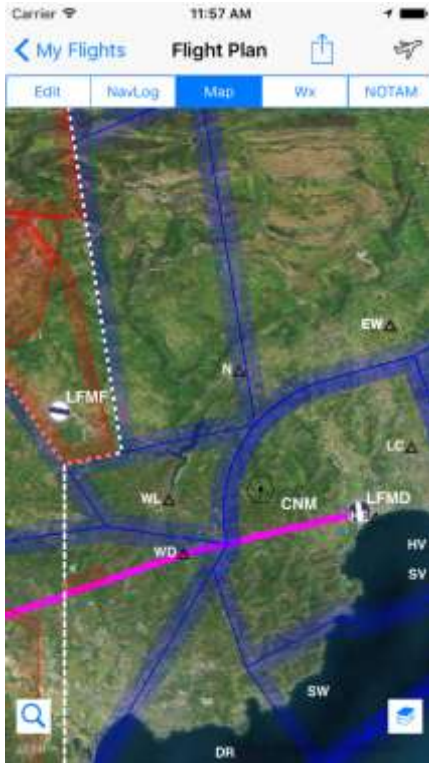 Carrier 11:57 AM
My Flights Flight Plan
Edit NavLog Map Wx NOTAM
EW
N
LFMF
LC
WL
CNM LFMD
WD
HV
SV
SW
DR